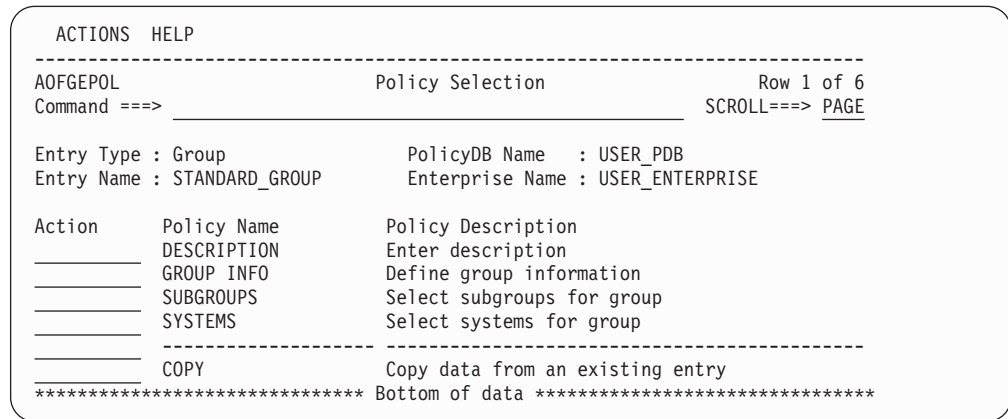 ACTIONS HELP
--------------------------------------------------------------------------------
AOFGEPOL Policy Selection Row 1 of 6
Command ===> SCROLL===> PAGE
Entry Type : Group PolicyDB Name : USER_PDB
Entry Name : STANDARD_GROUP Enterprise Name : USER_ENTERPRISE
Action Policy Name Policy Description
DESCRIPTION Enter description
GROUP INFO Define group information
SUBGROUPS Select subgroups for group
SYSTEMS Select systems for group
-------------------- ---------------------------------------------
COPY Copy data from an existing entry
******************************* Bottom of data ********************************